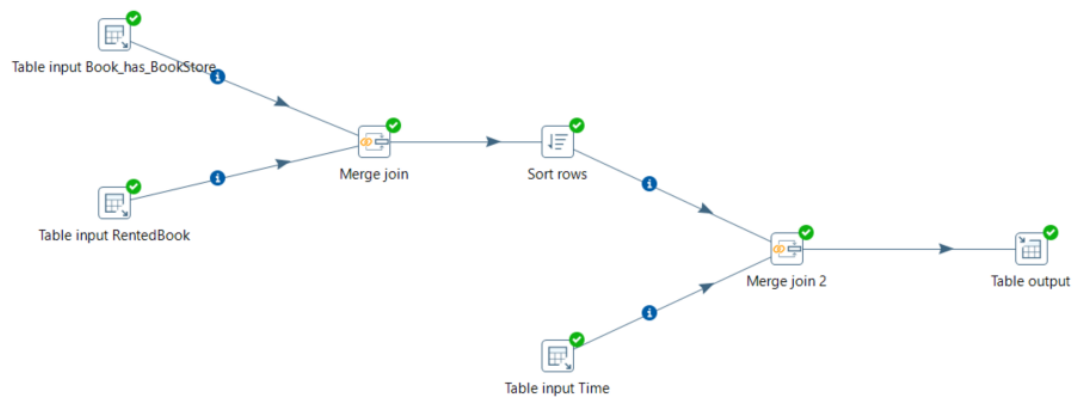 Table input Book_has_BookStore
Merge join
Sort rows
Table input RentedBook
Merge join 2
Table output
Table input Time